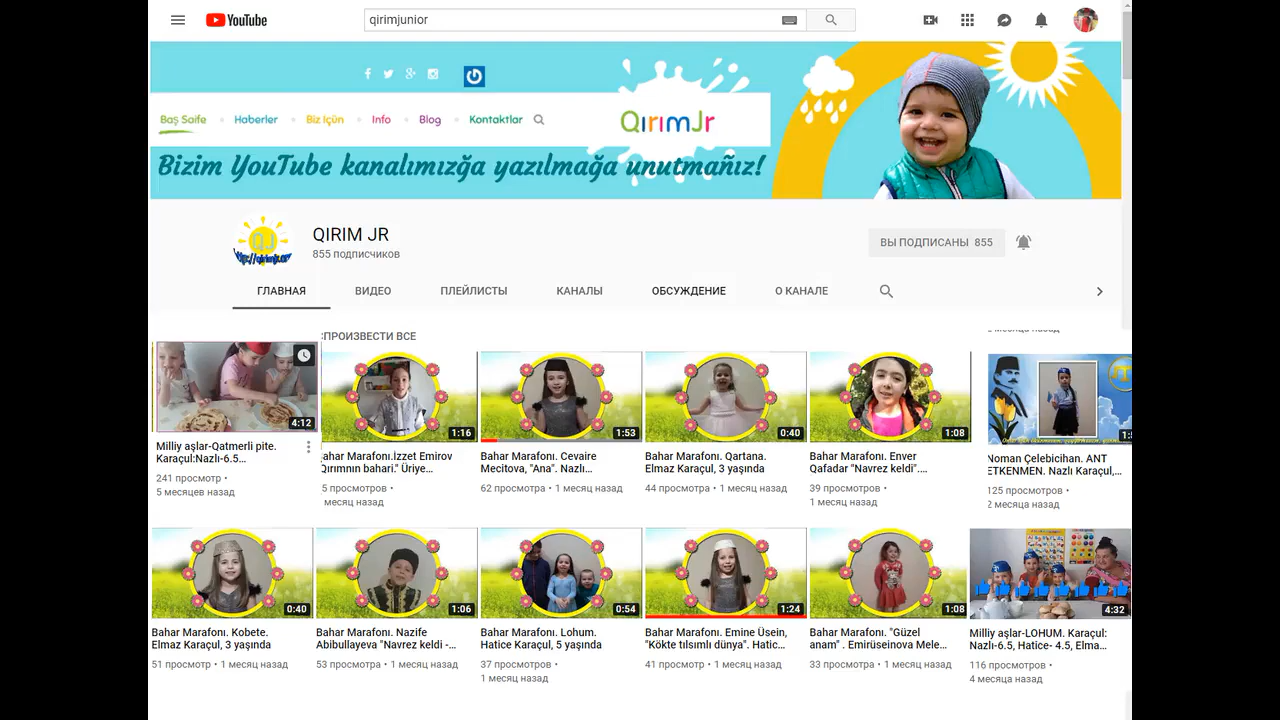 YouTube
qirimjunior
Baş Saife
Haberler
Biz Içün
Info
Blog
Kontaktlar
QırımJr
Bizim YouTube kanalımızğa yazılmağa unutmañız!
QIRIM JR
855 подписчиков
ВЫ ПОДПИСАНЫ 855
ГЛАВНАЯ
ВИДЕО
ПЛЕЙЛИСТЫ
КАНАЛЫ
ОБСУЖДЕНИЕ
О КАНАЛЕ
ПРОИЗВЕСТИ ВСЕ
4:12
1:16
1:53
0:40
1:08
Milliy aşlar-Qatmerli pite.
Karaçul:Nazlı-6.5...
241 просмотр •
5 месяцев назад
ahar Marafonı.Izzet Emirov
Qırımnın bahari." Üriye...
5 просмотров •
месяц назад
Bahar Marafonı. Cevaire
Mecitova, "Ana". Nazlı...
62 просмотра • 1 месяц назад
Bahar Marafonı. Qartana.
Elmaz Karaçul, 3 yaşında
44 просмотра • 1 месяц назад
Bahar Marafonı. Enver
Qafadar "Navrez keldi"....
39 просмотров •
1 месяц назад
Noman Çelebicihan. ANT
ETKENMEN. Nazlı Karaçul,...
125 просмотров •
2 месяца назад
0:40
1:06
0:54
1:24
1:08
4:32
Bahar Marafonı. Kobete.
Elmaz Karaçul, 3 yaşında
51 просмотр • 1 месяц назад
Bahar Marafonı. Nazife
Abibullayeva "Navrez keldi -...
53 просмотра • 1 месяц назад
Bahar Marafonı. Lohum.
Hatice Karaçul, 5 yaşında
37 просмотров •
1 месяц назад
Bahar Marafonı. Emine Üsein,
"Kökte tılsımlı dünya". Hatic...
41 просмотр • 1 месяц назад
Bahar Marafonı. "Güzel
anam" . Emirüseinova Mele...
33 просмотра • 1 месяц назад
Milliy aşlar-LOHUM. Karaçul:
Nazlı-6.5, Hatice- 4.5, Elma...
116 просмотров •
4 месяца назад